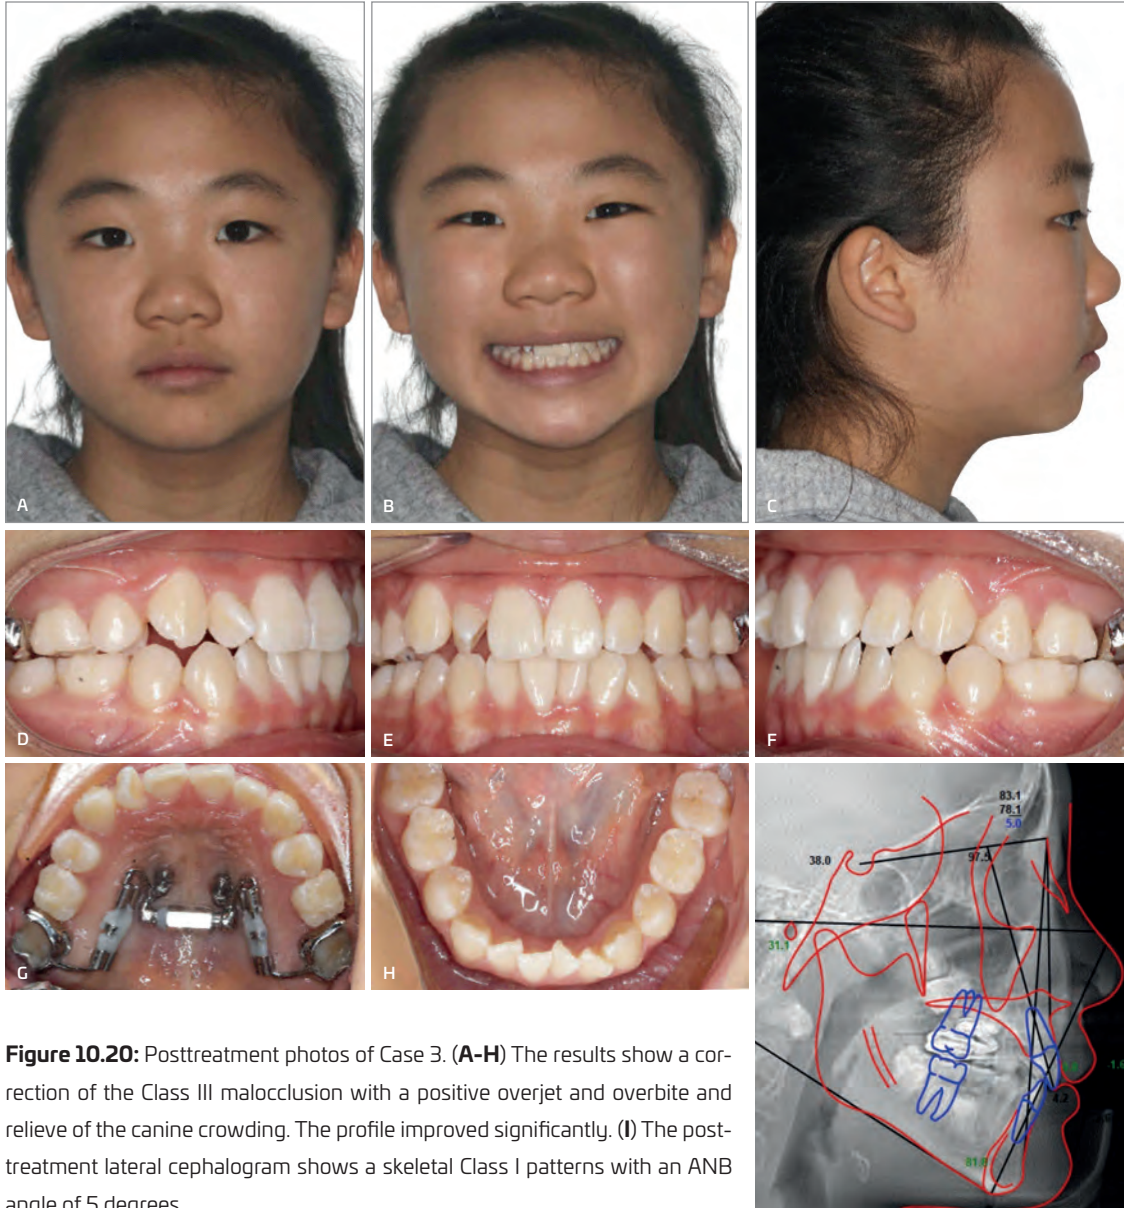 A
B
C
D
E
F
G
H
83.1
78.1
5.0
38.0
97.5
31.1
-1.6
4.2
81.8
Figure 10.20: Posttreatment photos of Case 3. (A-H) The results show a cor-
rection of the Class III malocclusion with a positive overjet and overbite and
relieve of the canine crowding. The profile improved significantly. (I) The post-
treatment lateral cephalogram shows a skeletal Class I patterns with an ANB
angle of 5 degrees.